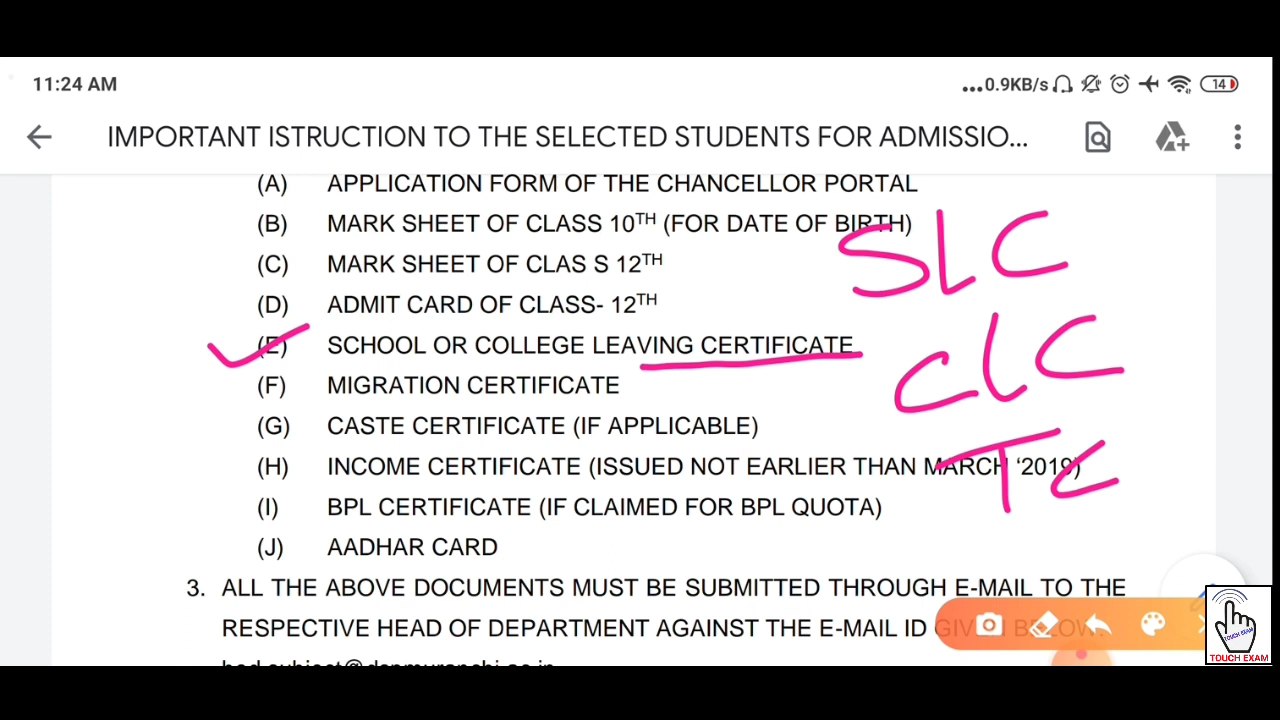 11:24 AM ...0.9KB/s 14
IMPORTANT ISTRUCTION TO THE SELECTED STUDENTS FOR ADMISSIO...
(A) APPLICATION FORM OF THE CHANCELLOR PORTAL
(B) MARK SHEET OF CLASS 10TH (FOR DATE OF BIRTH)
SLC
(C) MARK SHEET OF CLAS S 12TH
(D) ADMIT CARD OF CLASS- 12TH
(E) SCHOOL OR COLLEGE LEAVING CERTIFICATE
CLC
(F) MIGRATION CERTIFICATE
(G) CASTE CERTIFICATE (IF APPLICABLE)
(H) INCOME CERTIFICATE (ISSUED NOT EARLIER THAN MARCH '2019)
TC
(I) BPL CERTIFICATE (IF CLAIMED FOR BPL QUOTA)
(J) AADHAR CARD
3. ALL THE ABOVE DOCUMENTS MUST BE SUBMITTED THROUGH E-MAIL TO THE
RESPECTIVE HEAD OF DEPARTMENT AGAINST THE E-MAIL ID GIVEN BELOW.
TOUCH EXAM
TOUCH EXAM